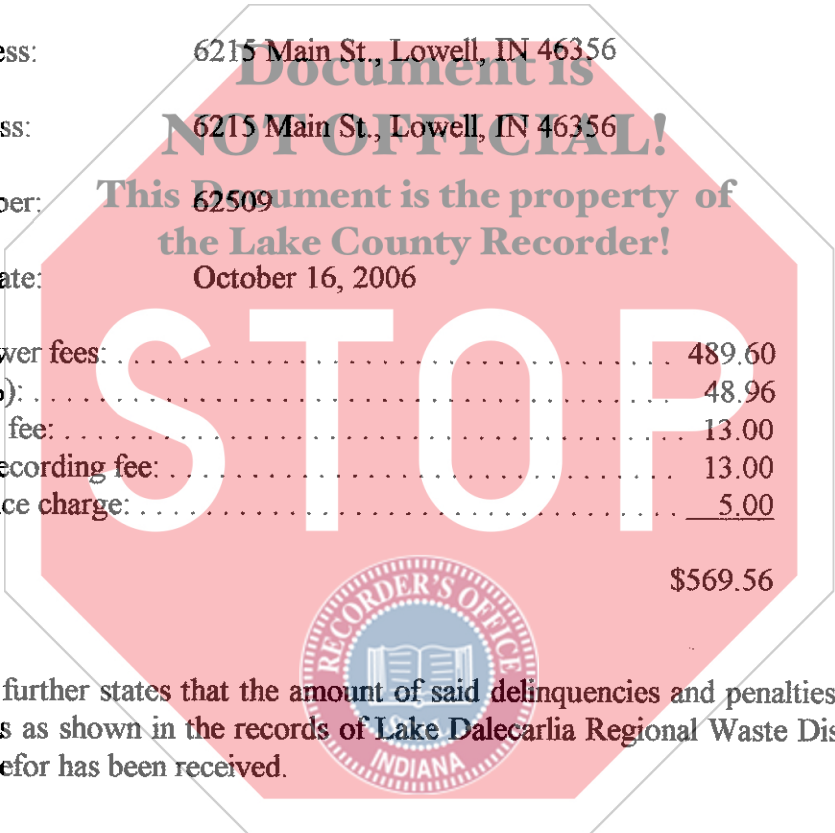 ess: 6215 Main St., Lowell, IN 46356
Document is
ss: 6215 Main St., Lowell, IN 46356
NOT OFFICIAL!
This Document is the property of
ber: 62509
the Lake County Recorder!
ate: October 16, 2006
STOP
wer fees: 489.60
): 48.96
fee: 13.00
ecording fee: 13.00
ce charge: 5.00
$569.56
RECORDER'S OFFICE
further states that the amount of said delinquencies and penalties
s as shown in the records of Lake Dalecarlia Regional Waste Dis
efor has been received.
INDIANA